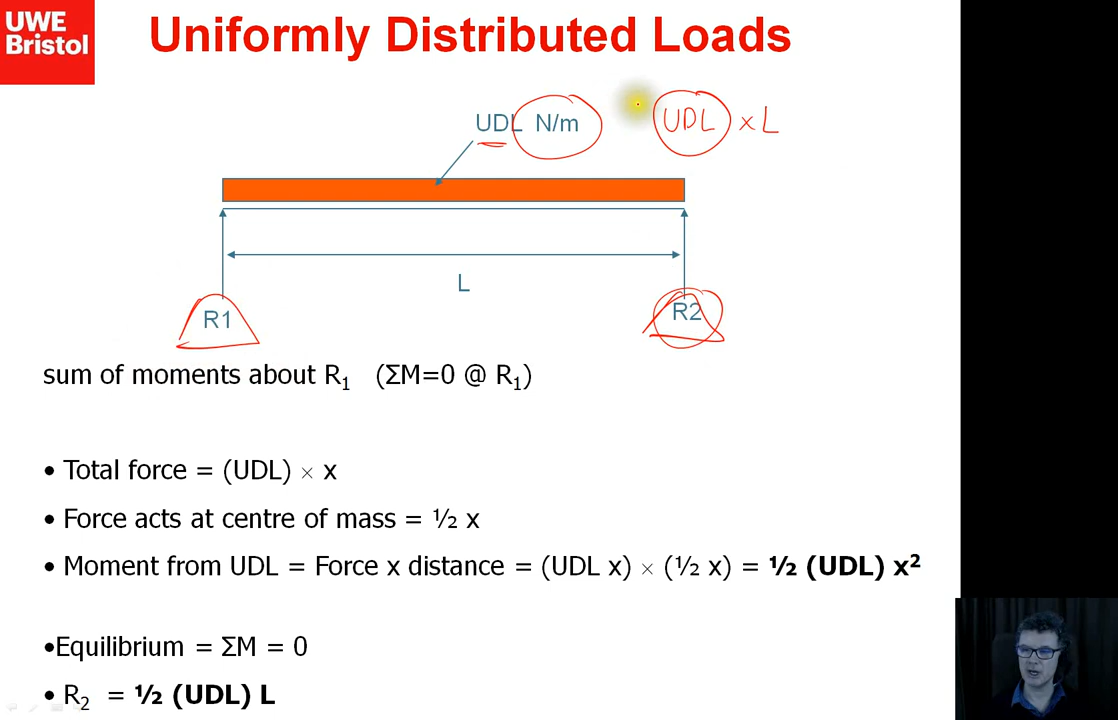 UWE
Bristol
Uniformly Distributed Loads
UDL N/m
UDL × L
L
R1
R2
sum of moments about R₁ (ΣM=0 @ R₁)
• Total force = (UDL) × x
• Force acts at centre of mass = ½ x
• Moment from UDL = Force x distance = (UDL x) × (½ x) = ½ (UDL) x²
•Equilibrium = ΣM = 0
• R₂ = ½ (UDL) L